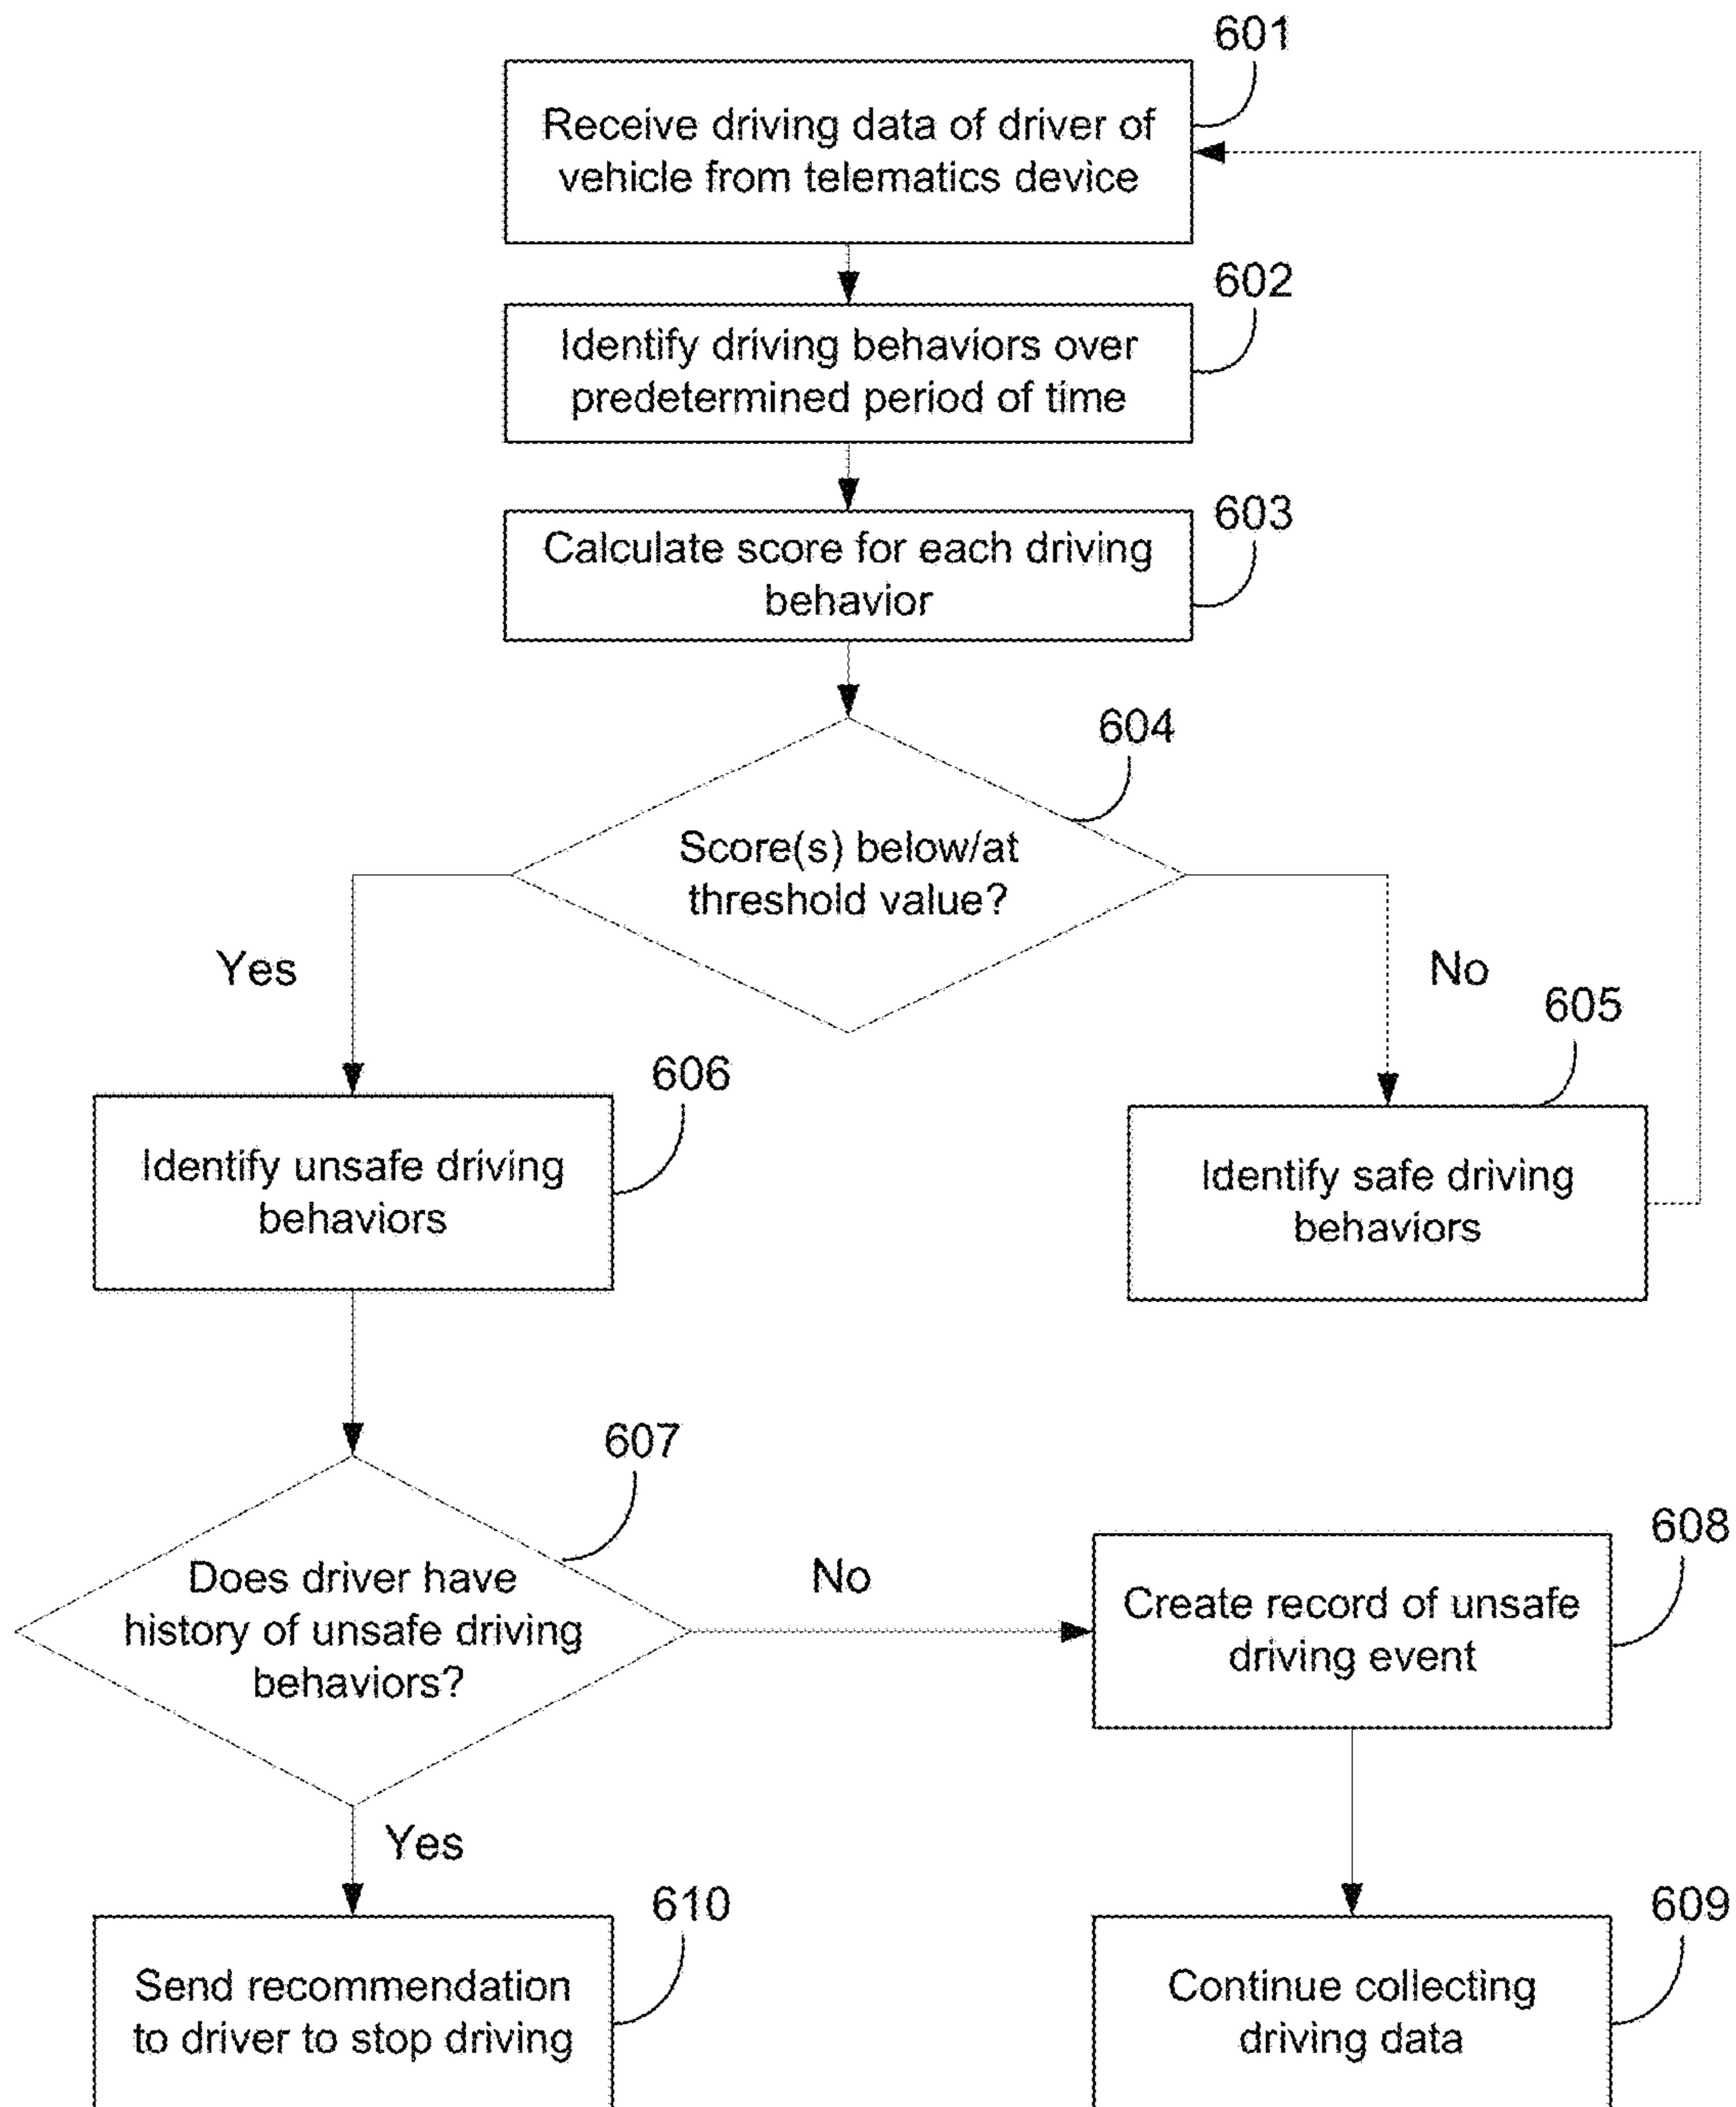 601
Receive driving data of driver of
vehicle from telematics device
602
Identify driving behaviors over
predetermined period of time
603
Calculate score for each driving
behavior
604
Score(s) below/at
threshold value?
Yes
No
605
606
Identify unsafe driving
behaviors
Identify safe driving
behaviors
607
608
Does driver have
history of unsafe driving
behaviors?
No
Create record of unsafe
driving event
Yes
610
609
Send recommendation
to driver to stop driving
Continue collecting
driving data